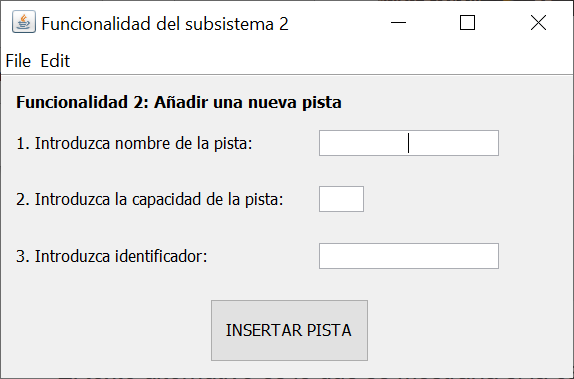 Funcionalidad del subsistema 2
File Edit
Funcionalidad 2: Añadir una nueva pista
1. Introduzca nombre de la pista:
2. Introduzca la capacidad de la pista:
3. Introduzca identificador:
INSERTAR PISTA